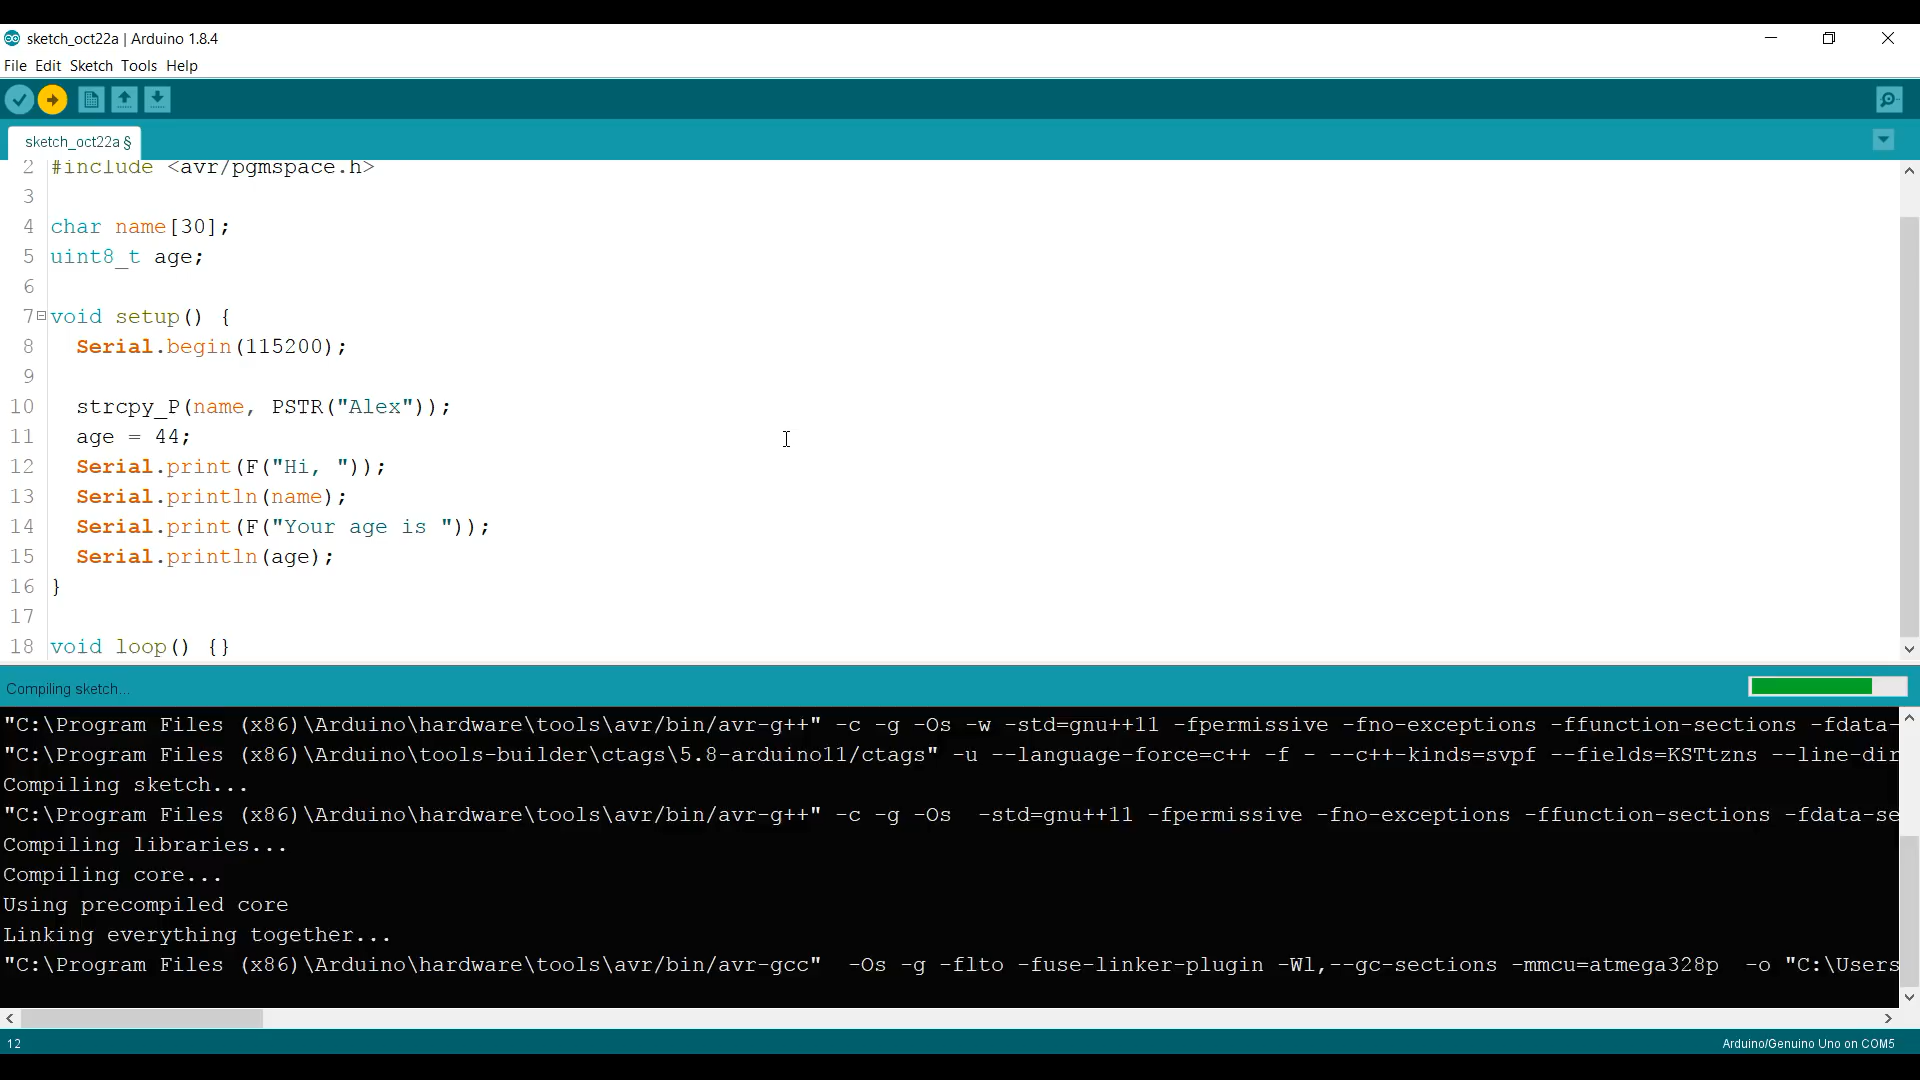 sketch_oct22a | Arduino 1.8.4
File Edit Sketch Tools Help
sketch_oct22a §
2 #include <avr/pgmspace.h>
3
4 char name[30];
5 uint8_t age;
6
7 void setup() {
8 Serial.begin(115200);
9
10 strcpy_P(name, PSTR("Alex"));
11 age = 44;
12 Serial.print(F("Hi, "));
13 Serial.println(name);
14 Serial.print(F("Your age is "));
15 Serial.println(age);
16 }
17
18 void loop() {}
Compiling sketch...
"C:\Program Files (x86)\Arduino\hardware\tools\avr/bin/avr-g++" -c -g -Os -w -std=gnu++11 -fpermissive -fno-exceptions -ffunction-sections -fdata-
"C:\Program Files (x86)\Arduino\tools-builder\ctags\5.8-arduino11/ctags" -u --language-force=c++ -f - --c++-kinds=svpf --fields=KSTtzns --line-dir
Compiling sketch...
"C:\Program Files (x86)\Arduino\hardware\tools\avr/bin/avr-g++" -c -g -Os  -std=gnu++11 -fpermissive -fno-exceptions -ffunction-sections -fdata-se
Compiling libraries...
Compiling core...
Using precompiled core
Linking everything together...
"C:\Program Files (x86)\Arduino\hardware\tools\avr/bin/avr-gcc"  -Os -g -flto -fuse-linker-plugin -Wl,--gc-sections -mmcu=atmega328p  -o "C:\Users
12
Arduino/Genuino Uno on COM5